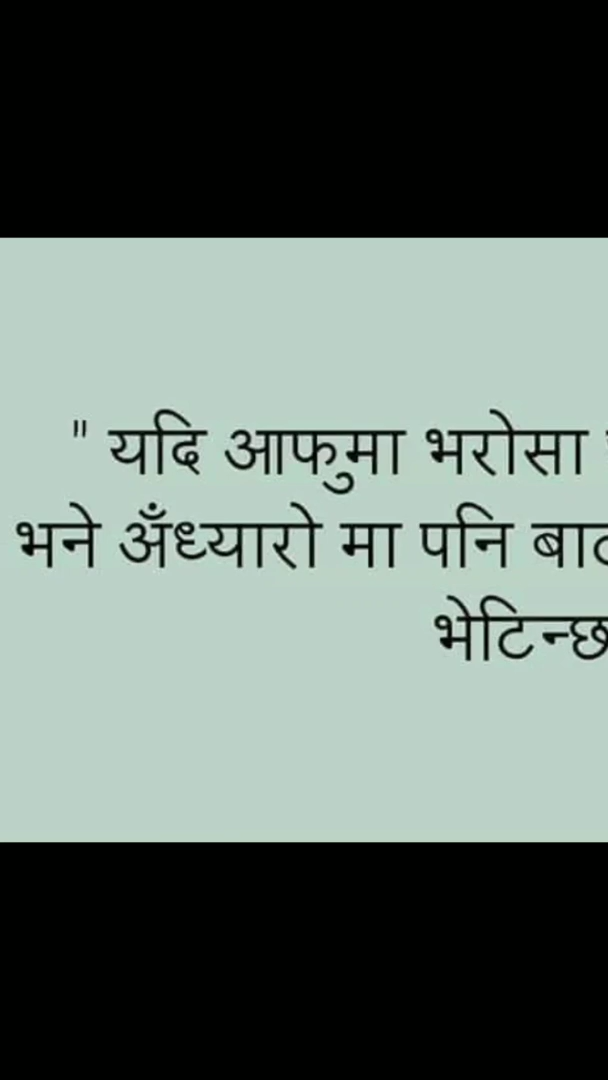 " यदि आफुमा भरोसा
भने अँध्यारो मा पनि
भेटिन्छ